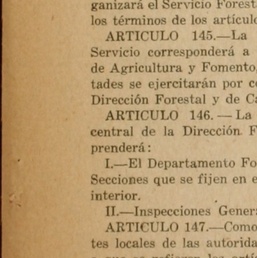 ganizará el Servicio Forest
los términos de los artículo
ARTICULO 145.—La
Servicio corresponderá a
de Agricultura y Fomento,
tades se ejercitarán por c
Dirección Forestal y de Ca
ARTICULO 146.—La
central de la Dirección F
prenderá:
I.—El Departamento Fo
Secciones que se fijen en e
interior.
II.—Inspecciones Genera
ARTICULO 147.—Como
tes locales de las autorida